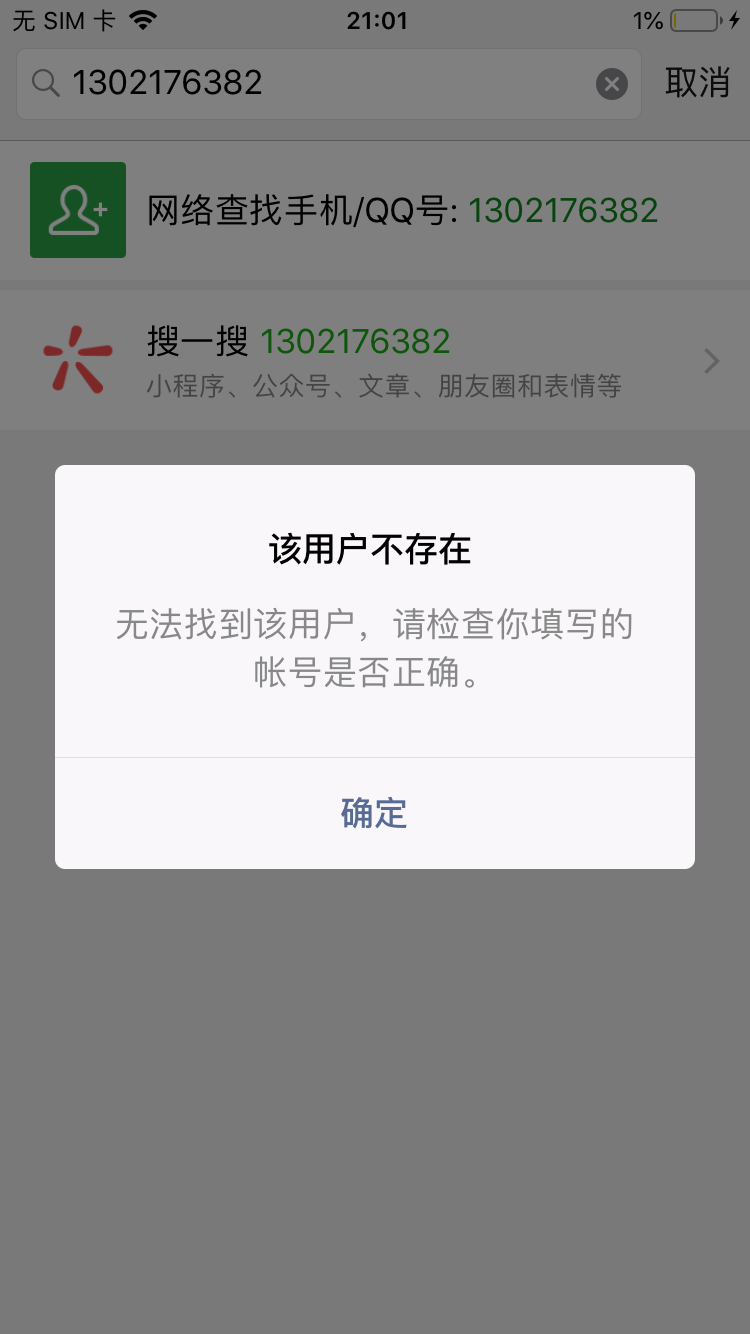 无 SIM 卡 21:01 1%
1302176382 取消
网络查找手机/QQ号: 1302176382
搜一搜 1302176382
小程序、公众号、文章、朋友圈和表情等
该用户不存在
无法找到该用户，请检查你填写的
帐号是否正确。
确定